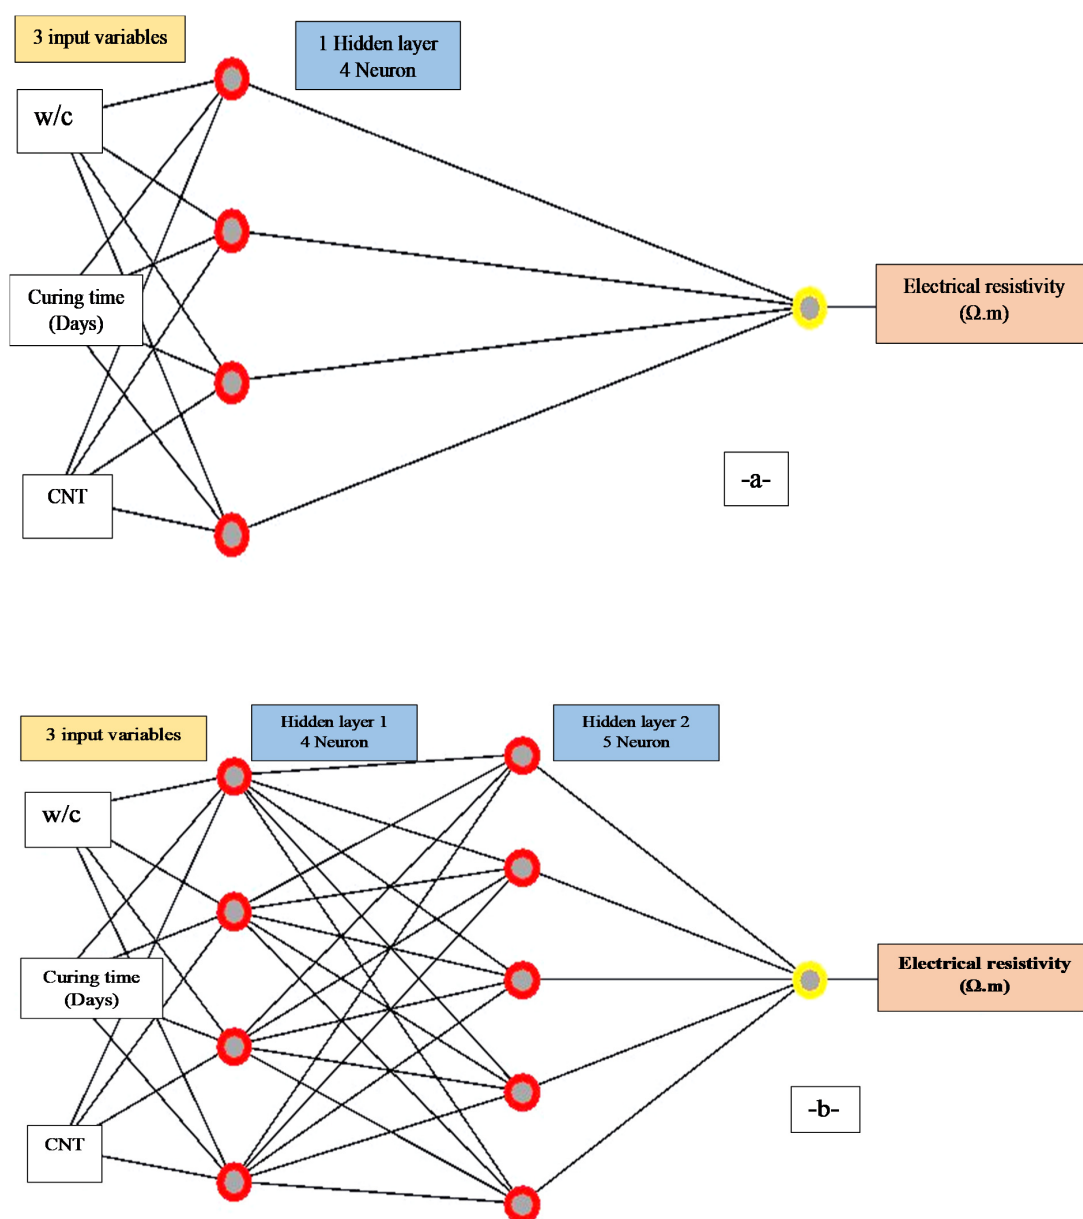 3 input variables
1 Hidden layer
4 Neuron
w/c
Curing time
(Days)
CNT
Electrical resistivity
(Ω.m)
-a-
3 input variables
Hidden layer 1
4 Neuron
Hidden layer 2
5 Neuron
w/c
Curing time
(Days)
CNT
Electrical resistivity
(Ω.m)
-b-